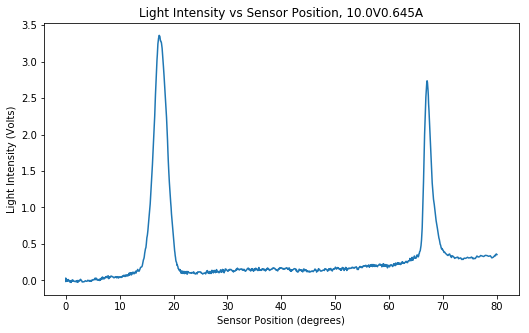 Light Intensity vs Sensor Position, 10.0V0.645A
3.5
3.0
2.5
2.0
1.5
1.0
0.5
0.0
Light Intensity (Volts)
0 10 20 30 40 50 60 70 80
Sensor Position (degrees)